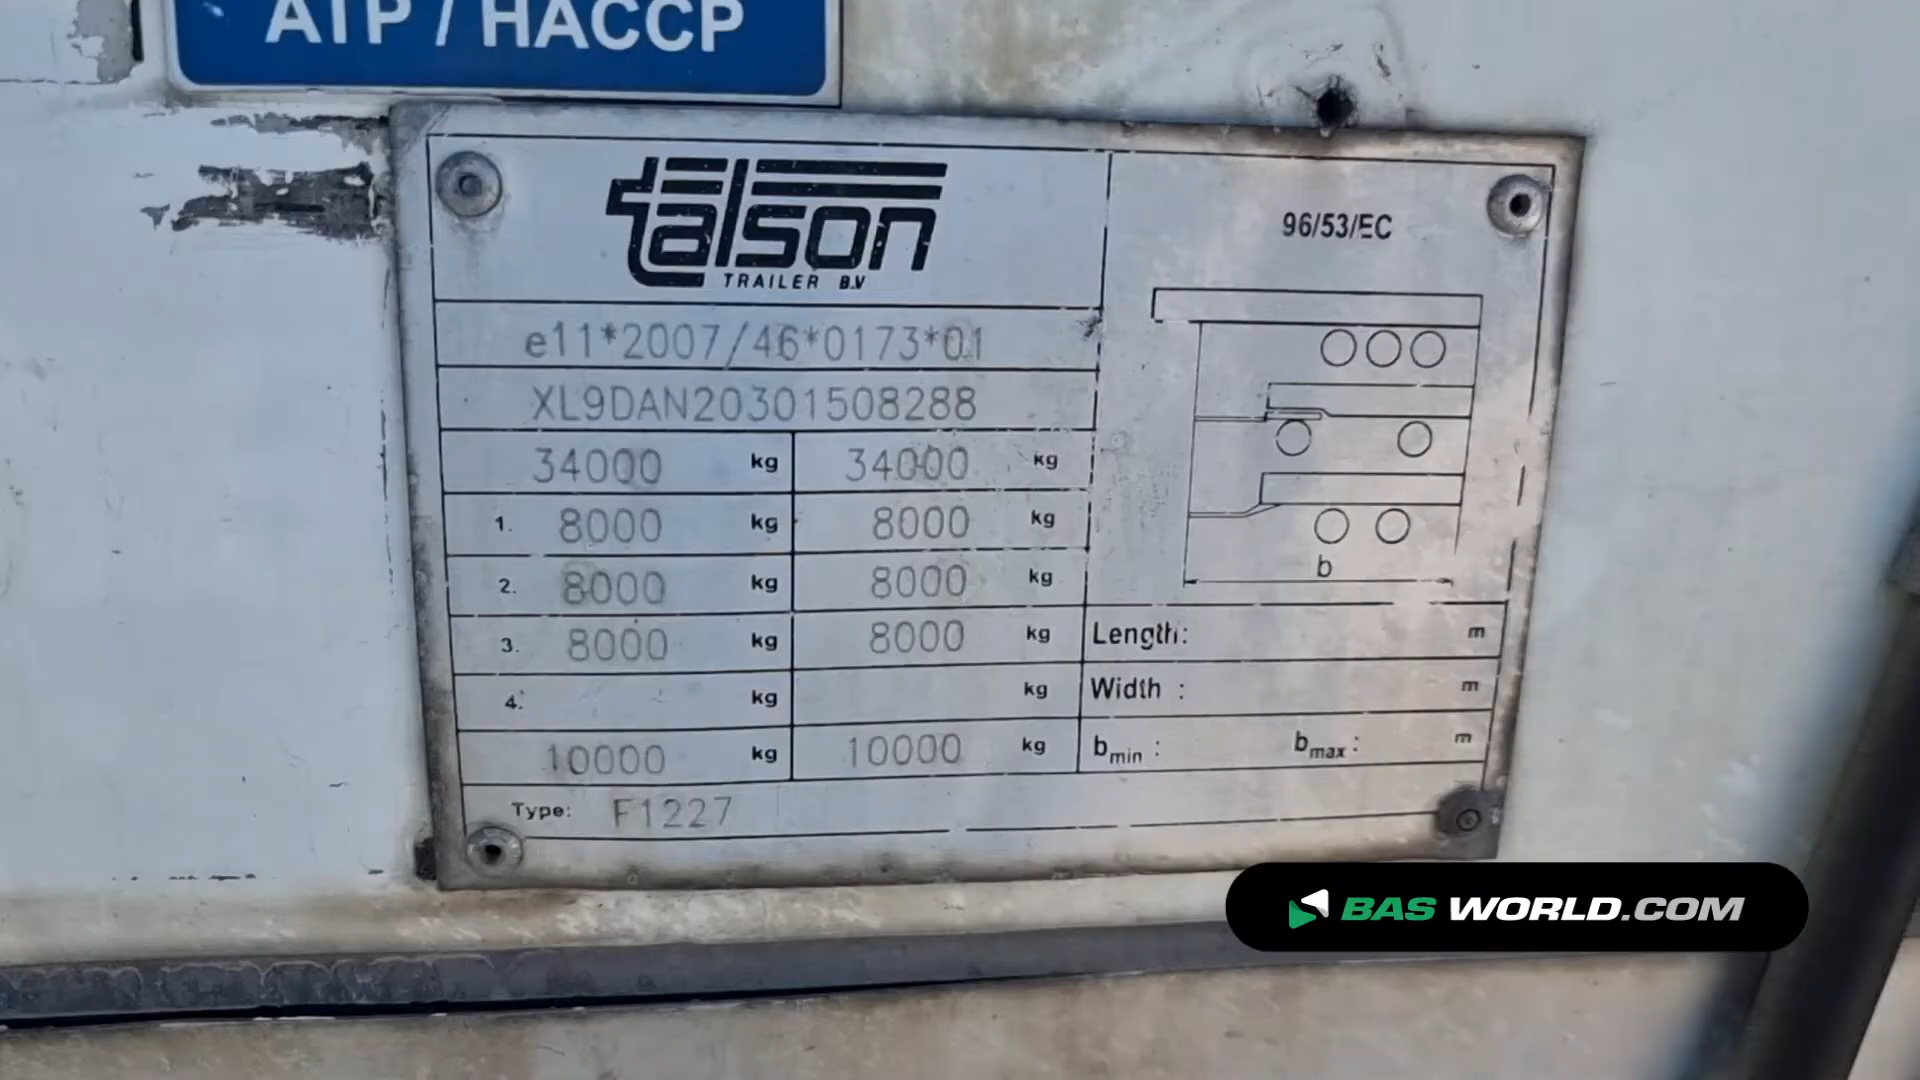 ATP / HACCP
talson
TRAILER B.V
96/53/EC
e11*2007/46*0173*01
XL9DAN20301508288
34000 kg 34000 kg
1. 8000 kg 8000 kg
2. 8000 kg 8000 kg
3. 8000 kg 8000 kg
4. kg kg
10000 kg 10000 kg
Type: F1227
b
Length: m
Width : m
bmin : bmax : m
BAS WORLD.COM